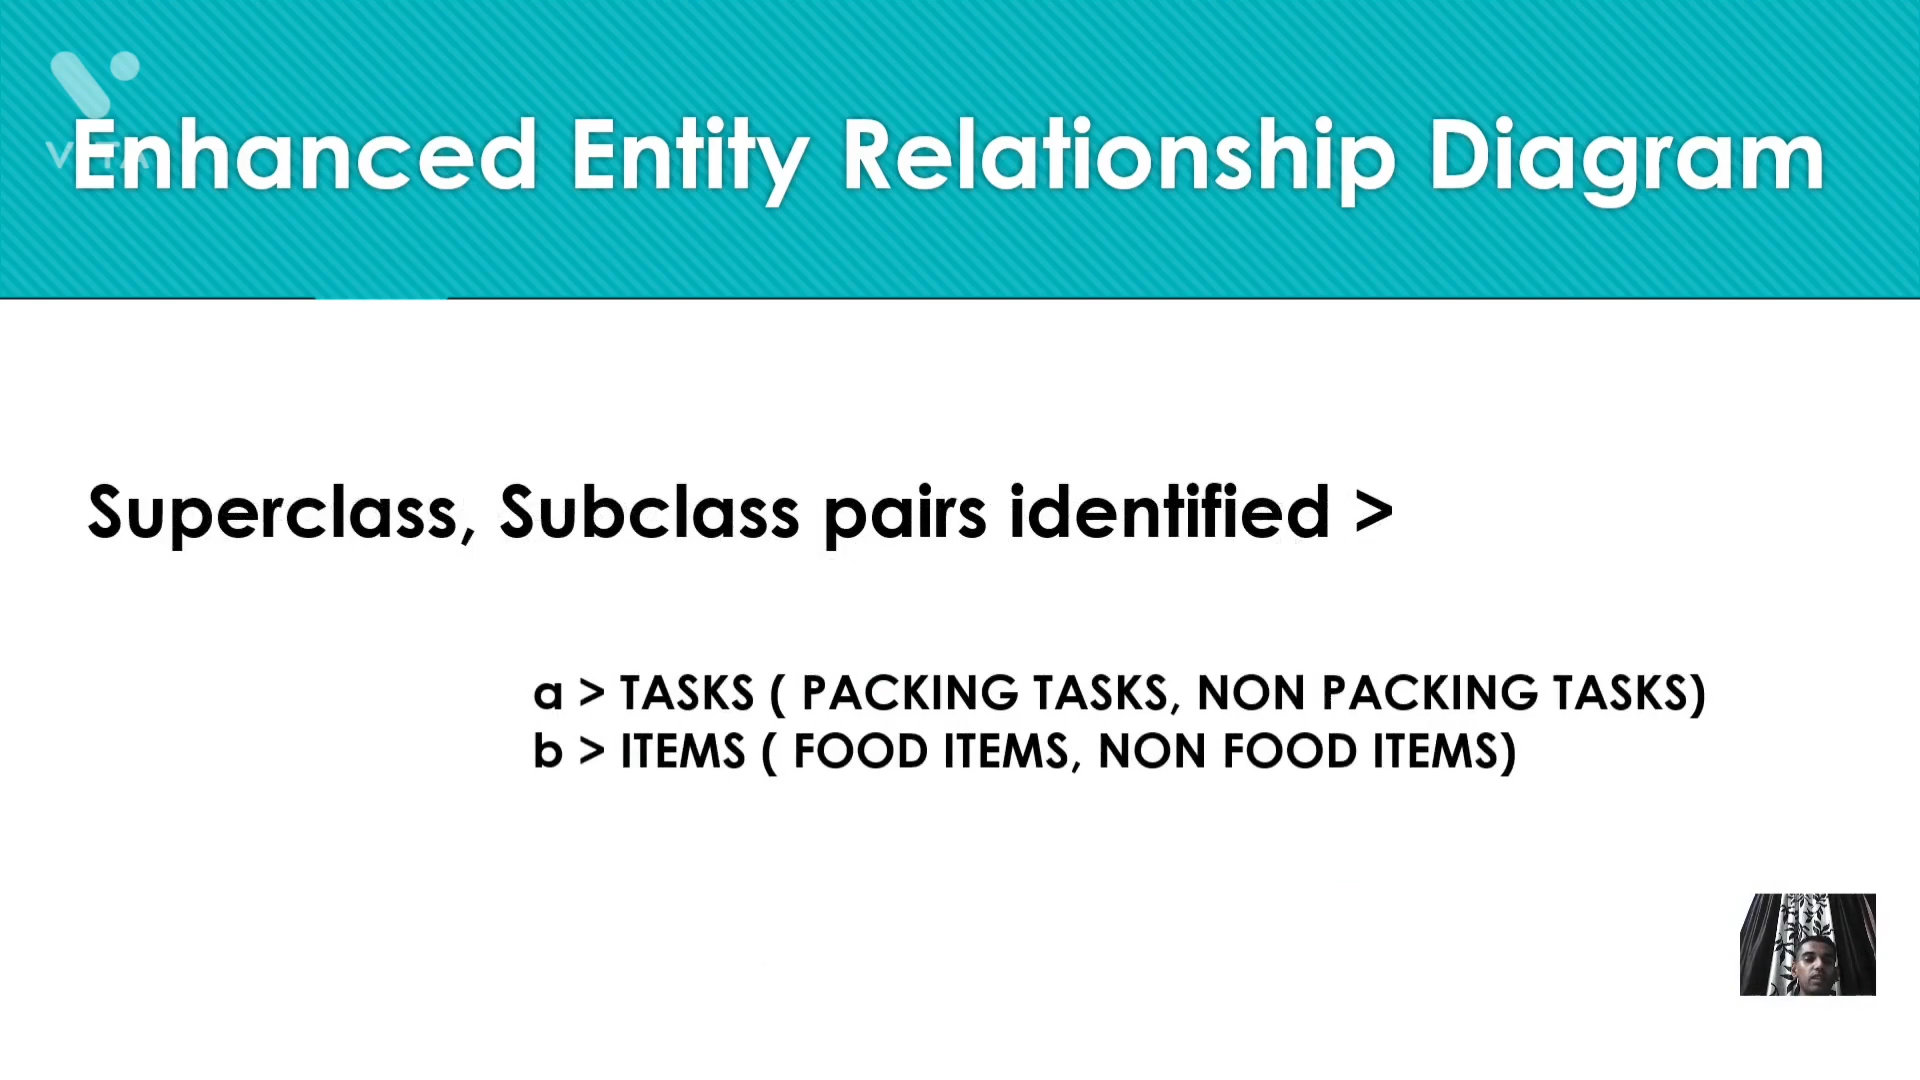 VITA
Enhanced Entity Relationship Diagram
Superclass, Subclass pairs identified >
a > TASKS ( PACKING TASKS, NON PACKING TASKS)
b > ITEMS ( FOOD ITEMS, NON FOOD ITEMS)